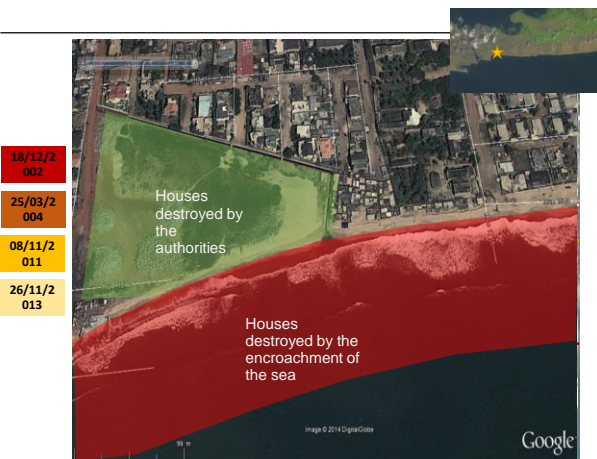 18/12/2
002
25/03/2
004
08/11/2
011
26/11/2
013
Houses
destroyed by
the
authorities
Houses
destroyed by the
encroachment of
the sea
Image © 2014 DigitalGlobe
99 m
Google